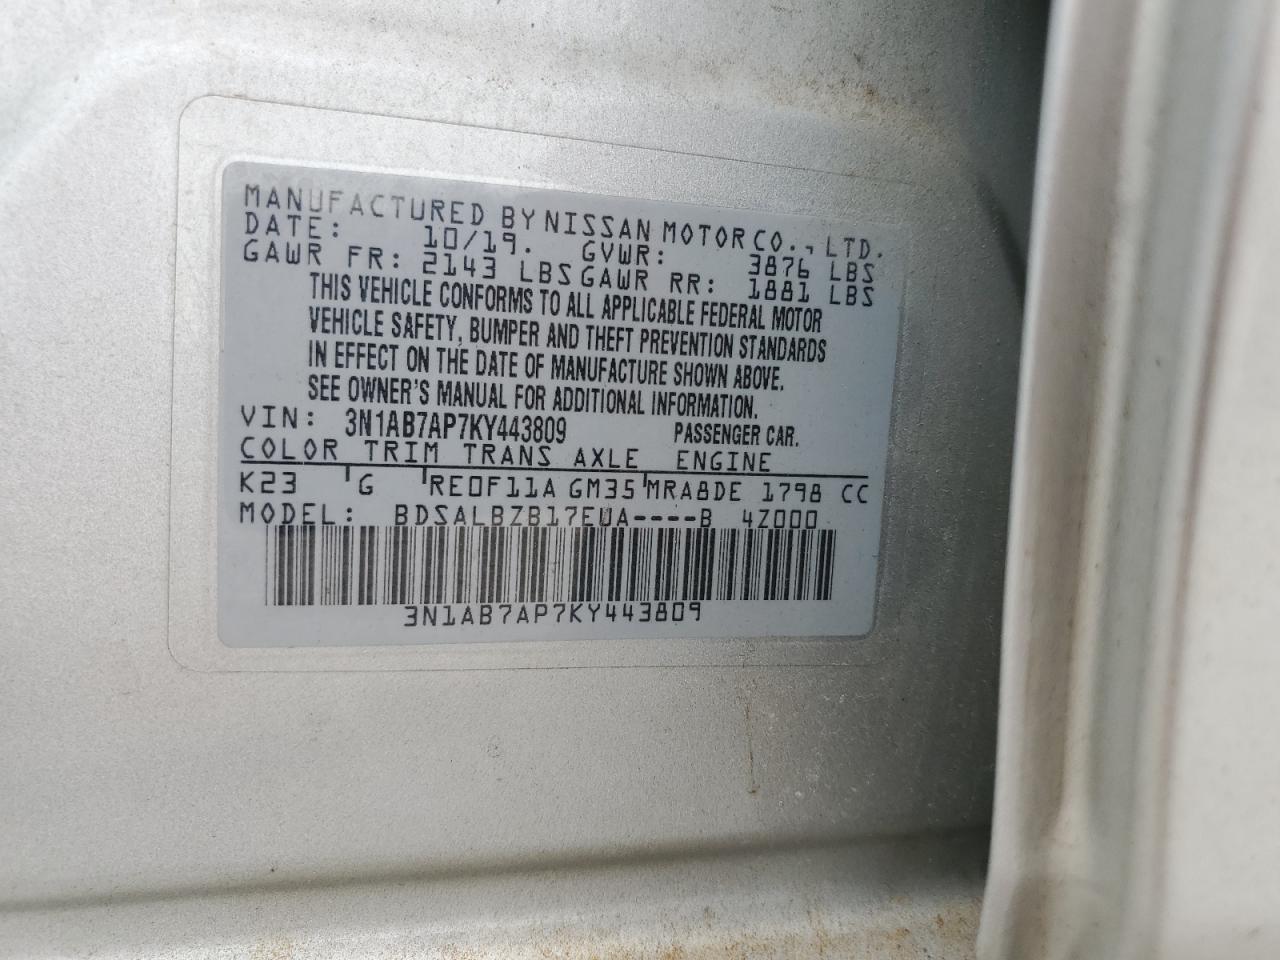 MANUFACTURED BY NISSAN MOTOR CO., LTD.
DATE: 10/19. GVWR: 3876 LBS
GAWR FR: 2143 LBS GAWR RR: 1881 LBS
THIS VEHICLE CONFORMS TO ALL APPLICABLE FEDERAL MOTOR
VEHICLE SAFETY, BUMPER AND THEFT PREVENTION STANDARDS
IN EFFECT ON THE DATE OF MANUFACTURE SHOWN ABOVE.
SEE OWNER'S MANUAL FOR ADDITIONAL INFORMATION.
VIN: 3N1AB7AP7KY443809 PASSENGER CAR.
COLOR TRIM TRANS AXLE ENGINE
K23 G RE0F11A GM35 MRA8DE 1798 CC
MODEL: BDSALBZB17EUA----B 4Z000
3N1AB7AP7KY443809